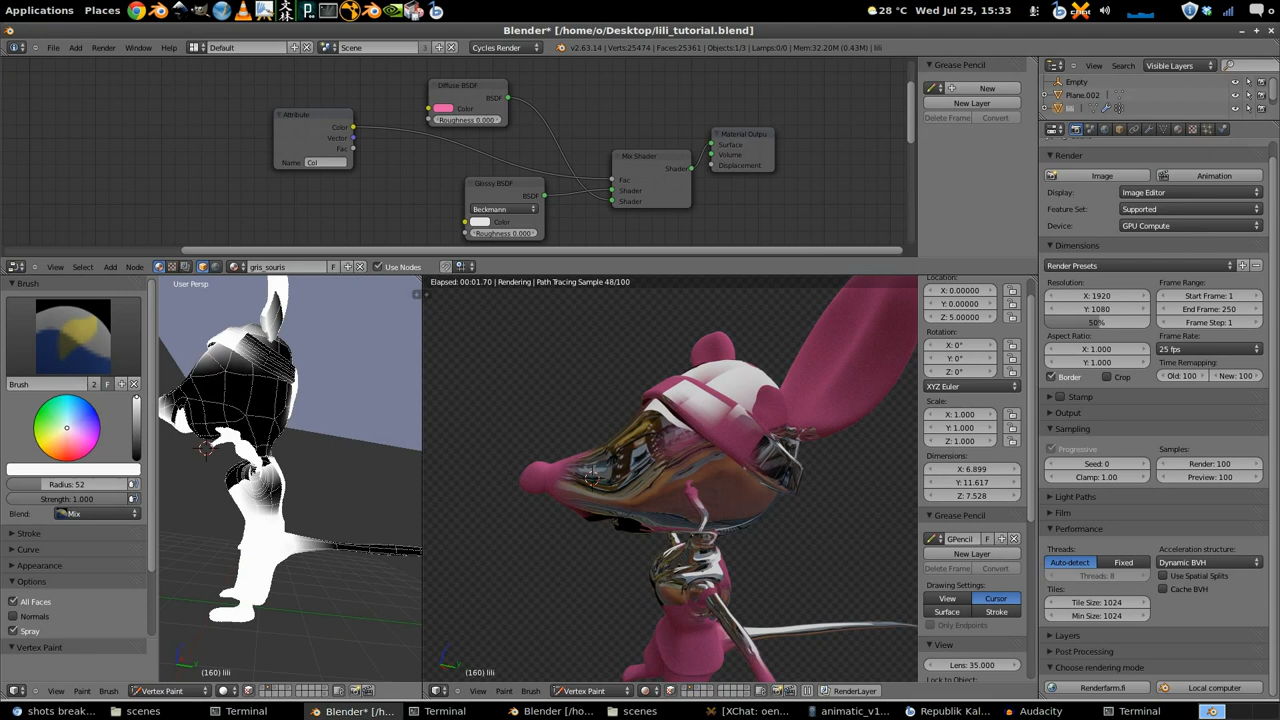 Applications Places 28 °C Wed Jul 25, 15:33
Blender* [/home/o/Desktop/lili_tutorial.blend]
File Add Render Window Help Default Scene 3 Cycles Render v2.63.14 | Verts:25474 | Faces:25361 | Objects:1/3 | Lamps:0/0 | Mem:32.20M (0.43M) | lili
Attribute
Color
Vector
Fac
Name: Col
Diffuse BSDF
BSDF
Color
Roughness 0.000
Glossy BSDF
BSDF
Beckmann
Color
Roughness 0.000
Mix Shader
Shader
Fac
Shader
Shader
Material Outpu
Surface
Volume
Displacement
Grease Pencil
New
New Layer
Delete Frame Convert
View Select Add Node gris_souris F Use Nodes
Brush
Brush 2 F
Radius: 52
Strength: 1.000
Blend: Mix
Stroke
Curve
Appearance
Options
All Faces
Normals
Spray
Vertex Paint
User Persp
(160) lili
View Paint Brush Vertex Paint
Elapsed: 00:01.70 | Rendering | Path Tracing Sample 48/100
(160) lili
View Paint Brush Vertex Paint RenderLayer
Location:
X: 0.00000
Y: 0.00000
Z: 5.00000
Rotation:
X: 0°
Y: 0°
Z: 0°
XYZ Euler
Scale:
X: 1.000
Y: 1.000
Z: 1.000
Dimensions:
X: 6.899
Y: 11.617
Z: 7.528
Grease Pencil
GPencil F
New Layer
Delete Frame Convert
Drawing Settings:
View Cursor
Surface Stroke
Only Endpoints
View
Lens: 35.000
Lock to Object:
View Search Visible Layers
Empty
Plane.002
lili
Render
Image Animation
Display: Image Editor
Feature Set: Supported
Device: GPU Compute
Dimensions
Render Presets
Resolution: Frame Range:
X: 1920 Start Frame: 1
Y: 1080 End Frame: 250
50% Frame Step: 1
Aspect Ratio: Frame Rate:
X: 1.000 25 fps
Y: 1.000 Time Remapping:
Border Crop Old: 100 New: 100
Stamp
Output
Sampling
Progressive Samples:
Seed: 0 Render: 100
Clamp: 1.00 Preview: 100
Light Paths
Film
Performance
Threads: Acceleration structure:
Auto-detect Fixed Dynamic BVH
Threads: 8 Use Spatial Splits
Tiles: Cache BVH
Tile Size: 1024
Min Size: 1024
Layers
Post Processing
Choose rendering mode
Renderfarm.fi Local computer
shots break... scenes Terminal Blender* [/h... Terminal Blender [/ho... scenes [XChat: oen... animatic_v1... Republik Kal... Audacity Terminal